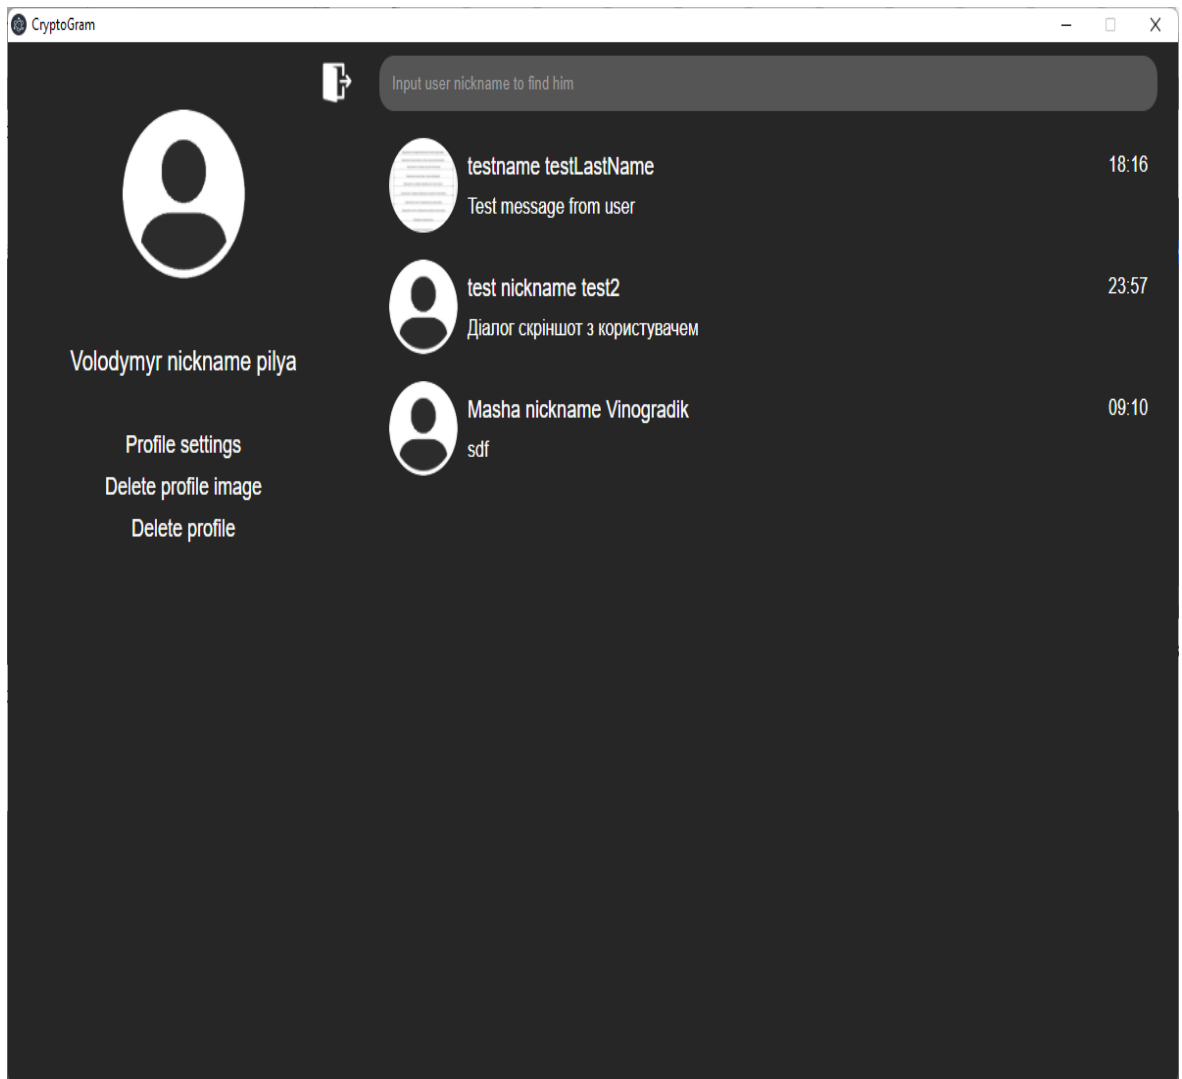 CryptoGram
Input user nickname to find him
Volodymyr nickname pilya
Profile settings
Delete profile image
Delete profile
testname testLastName 18:16
Test message from user
test nickname test2 23:57
Діалог скріншот з користувачем
Masha nickname Vinogradik 09:10
sdf